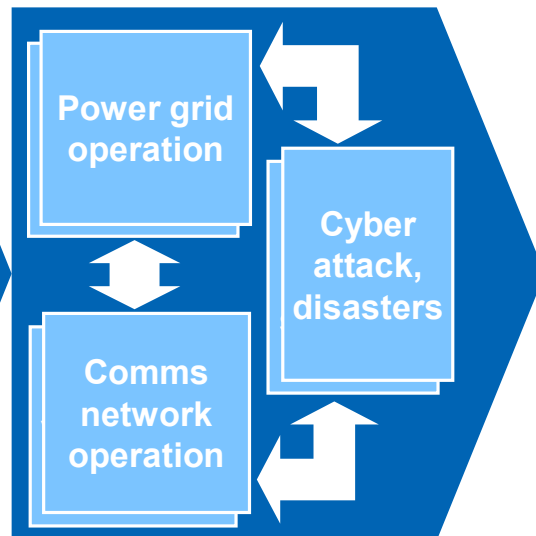 Power grid
operation
Cyber
attack,
disasters
Comms
network
operation